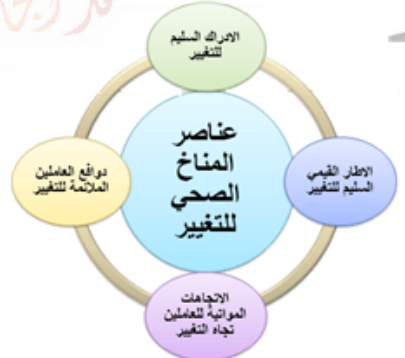 الادراك السليم
للتغيير
عناصر
المناخ
الصحي
للتغيير
الاطار القيمي
السليم للتغيير
الاتجاهات
المواتية للعاملين
تجاه التغيير
دوافع العاملين
الملائمة للتغيير